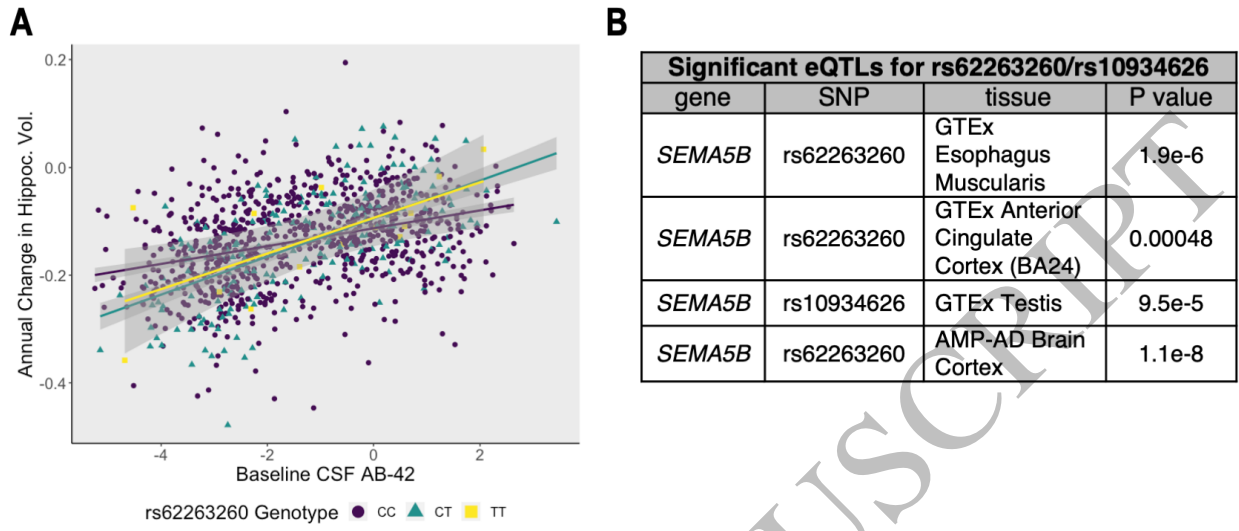 A
Annual Change in Hippoc. Vol.
0.2
0.0
-0.2
-0.4
-4
-2
0
2
Baseline CSF AB-42
rs62263260 Genotype CC CT TT
B
Significant eQTLs for rs62263260/rs10934626
gene SNP tissue P value
SEMA5B rs62263260 GTEx Esophagus Muscularis 1.9e-6
SEMA5B rs62263260 GTEx Anterior Cingulate Cortex (BA24) 0.00048
SEMA5B rs10934626 GTEx Testis 9.5e-5
SEMA5B rs62263260 AMP-AD Brain Cortex 1.1e-8
USCRIPT